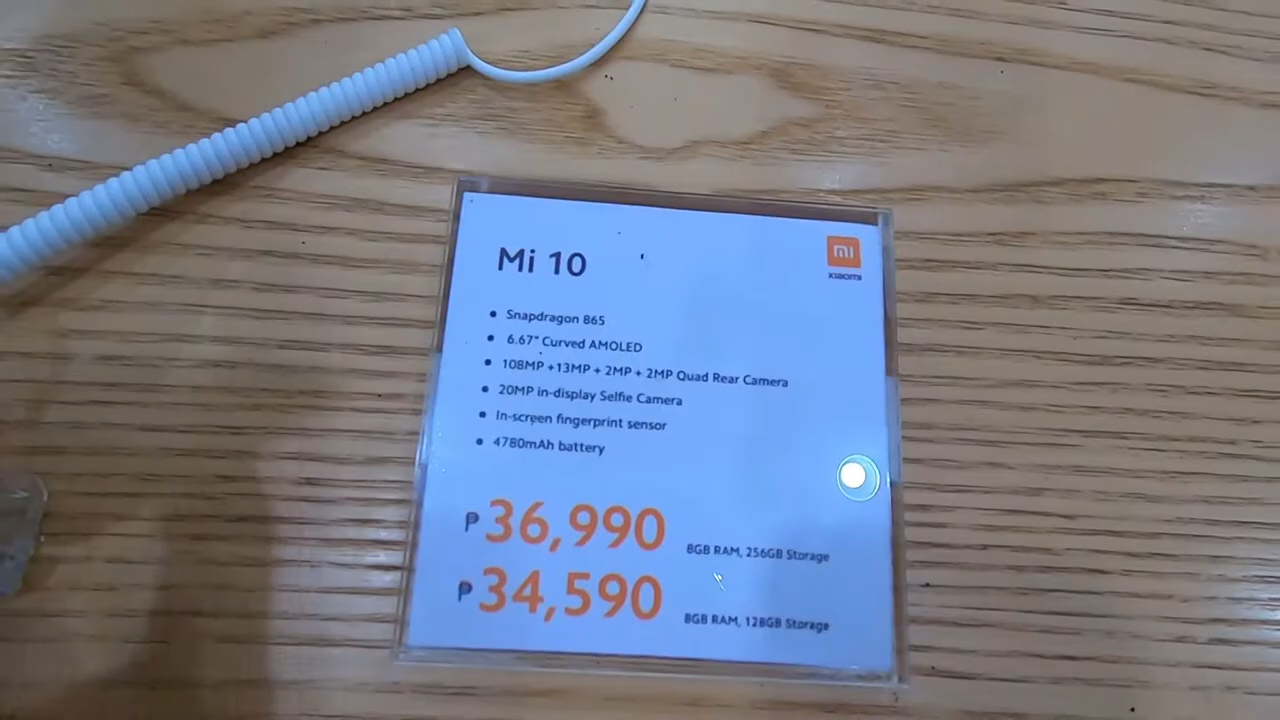 Mi 10
mi
xiaomi
• Snapdragon 865
• 6.67" Curved AMOLED
• 108MP +13MP + 2MP + 2MP Quad Rear Camera
• 20MP in-display Selfie Camera
• In-screen fingerprint sensor
• 4780mAh battery
₱ 36,990 8GB RAM, 256GB Storage
₱ 34,590 8GB RAM, 128GB Storage